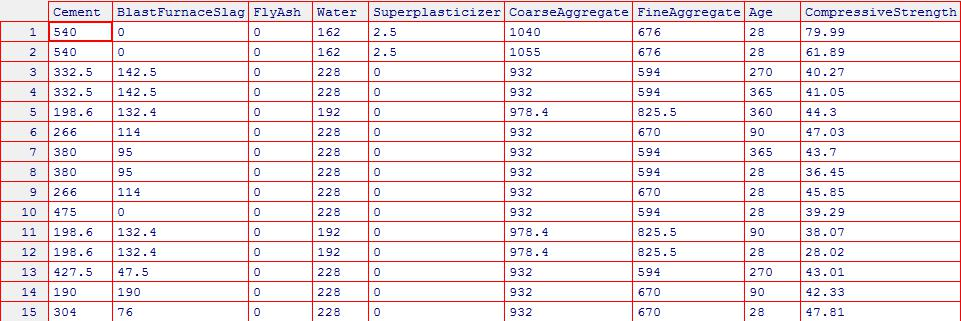 Cement BlastFurnaceSlag FlyAsh Water Superplasticizer CoarseAggregate FineAggregate Age CompressiveStrength
1 540 0 0 162 2.5 1040 676 28 79.99
2 540 0 0 162 2.5 1055 676 28 61.89
3 332.5 142.5 0 228 0 932 594 270 40.27
4 332.5 142.5 0 228 0 932 594 365 41.05
5 198.6 132.4 0 192 0 978.4 825.5 360 44.3
6 266 114 0 228 0 932 670 90 47.03
7 380 95 0 228 0 932 594 365 43.7
8 380 95 0 228 0 932 594 28 36.45
9 266 114 0 228 0 932 670 28 45.85
10 475 0 0 228 0 932 594 28 39.29
11 198.6 132.4 0 192 0 978.4 825.5 90 38.07
12 198.6 132.4 0 192 0 978.4 825.5 28 28.02
13 427.5 47.5 0 228 0 932 594 270 43.01
14 190 190 0 228 0 932 670 90 42.33
15 304 76 0 228 0 932 670 28 47.81